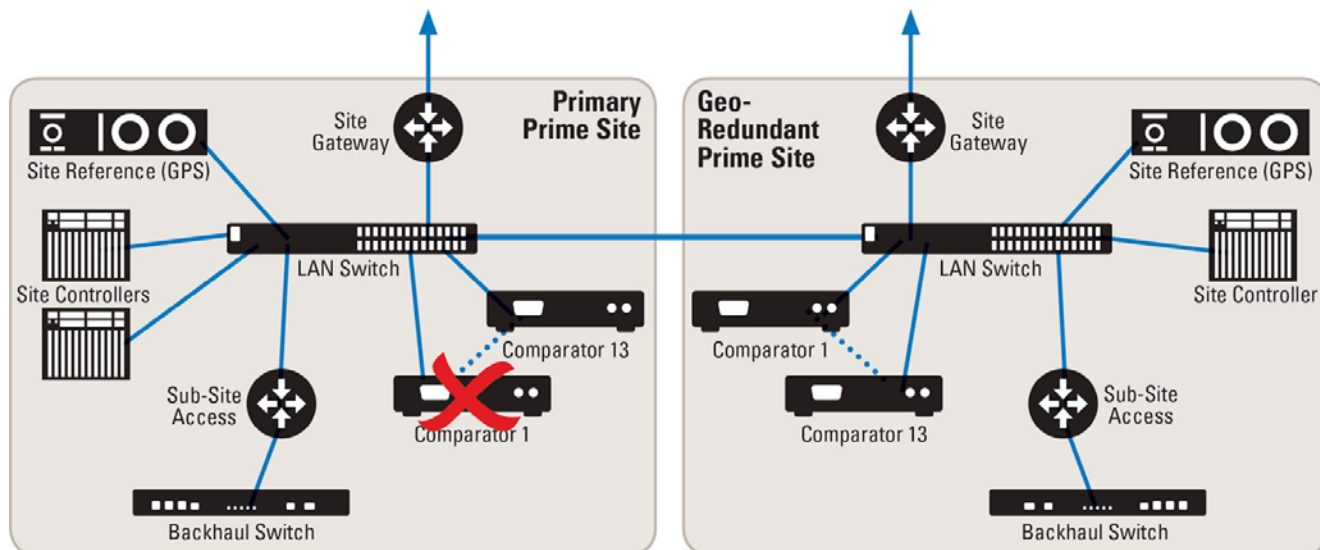 Primary
Prime Site
Site
Gateway
Site Reference (GPS)
LAN Switch
Site Controllers
Comparator 13
Sub-Site
Access
Comparator 1
Backhaul Switch
Geo-
Redundant
Prime Site
Site
Gateway
Site Reference (GPS)
LAN Switch
Site Controller
Comparator 1
Sub-Site
Access
Comparator 13
Backhaul Switch